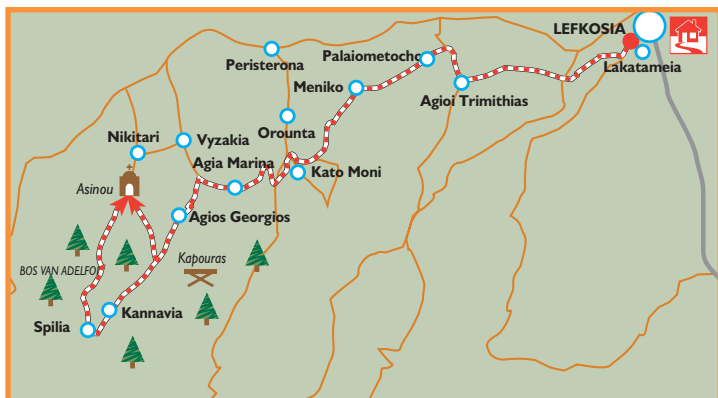 LEFKOSIA
Lakatameia
Palaiometocho
Peristerona
Meniko
Agioi Trimithias
Orounta
Nikitari
Vyzakia
Agia Marina
Kato Moni
Asinou
Agios Georgios
Kapouras
BOS VAN ADELFOI
Kannavia
Spilia